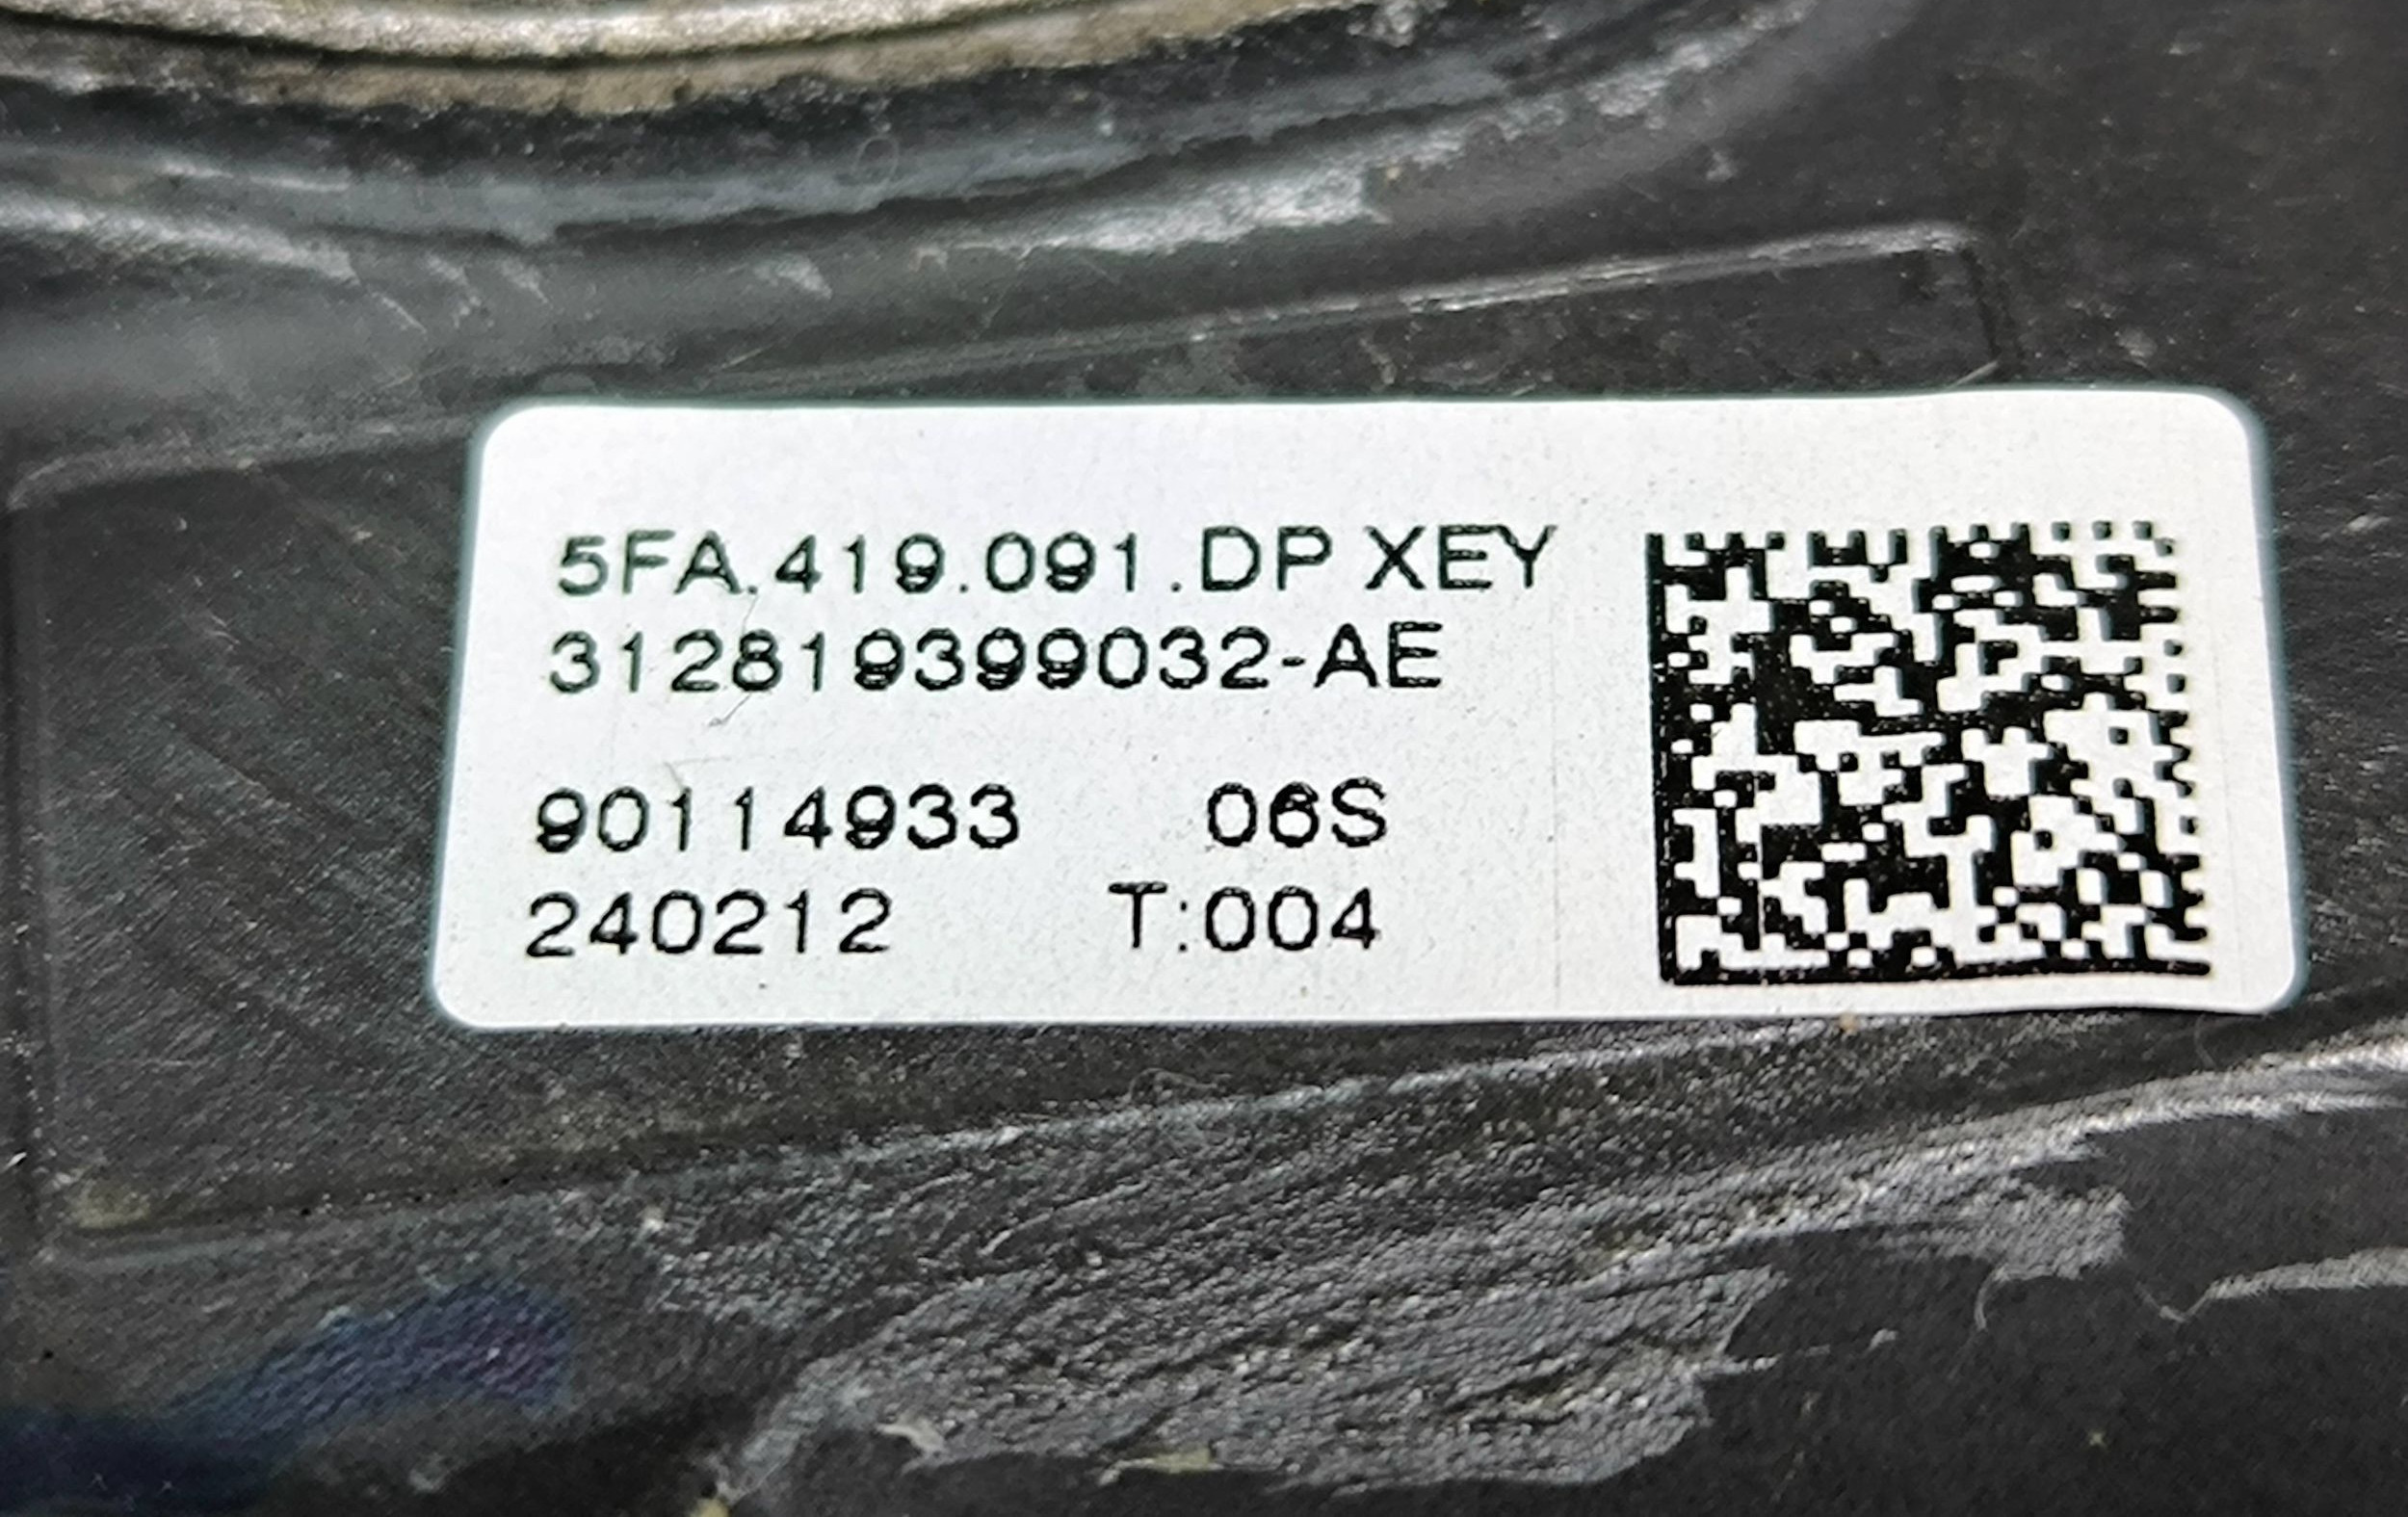 5FA.419.091.DP XEY
312819399032-AE
90114933 06S
240212 T:004